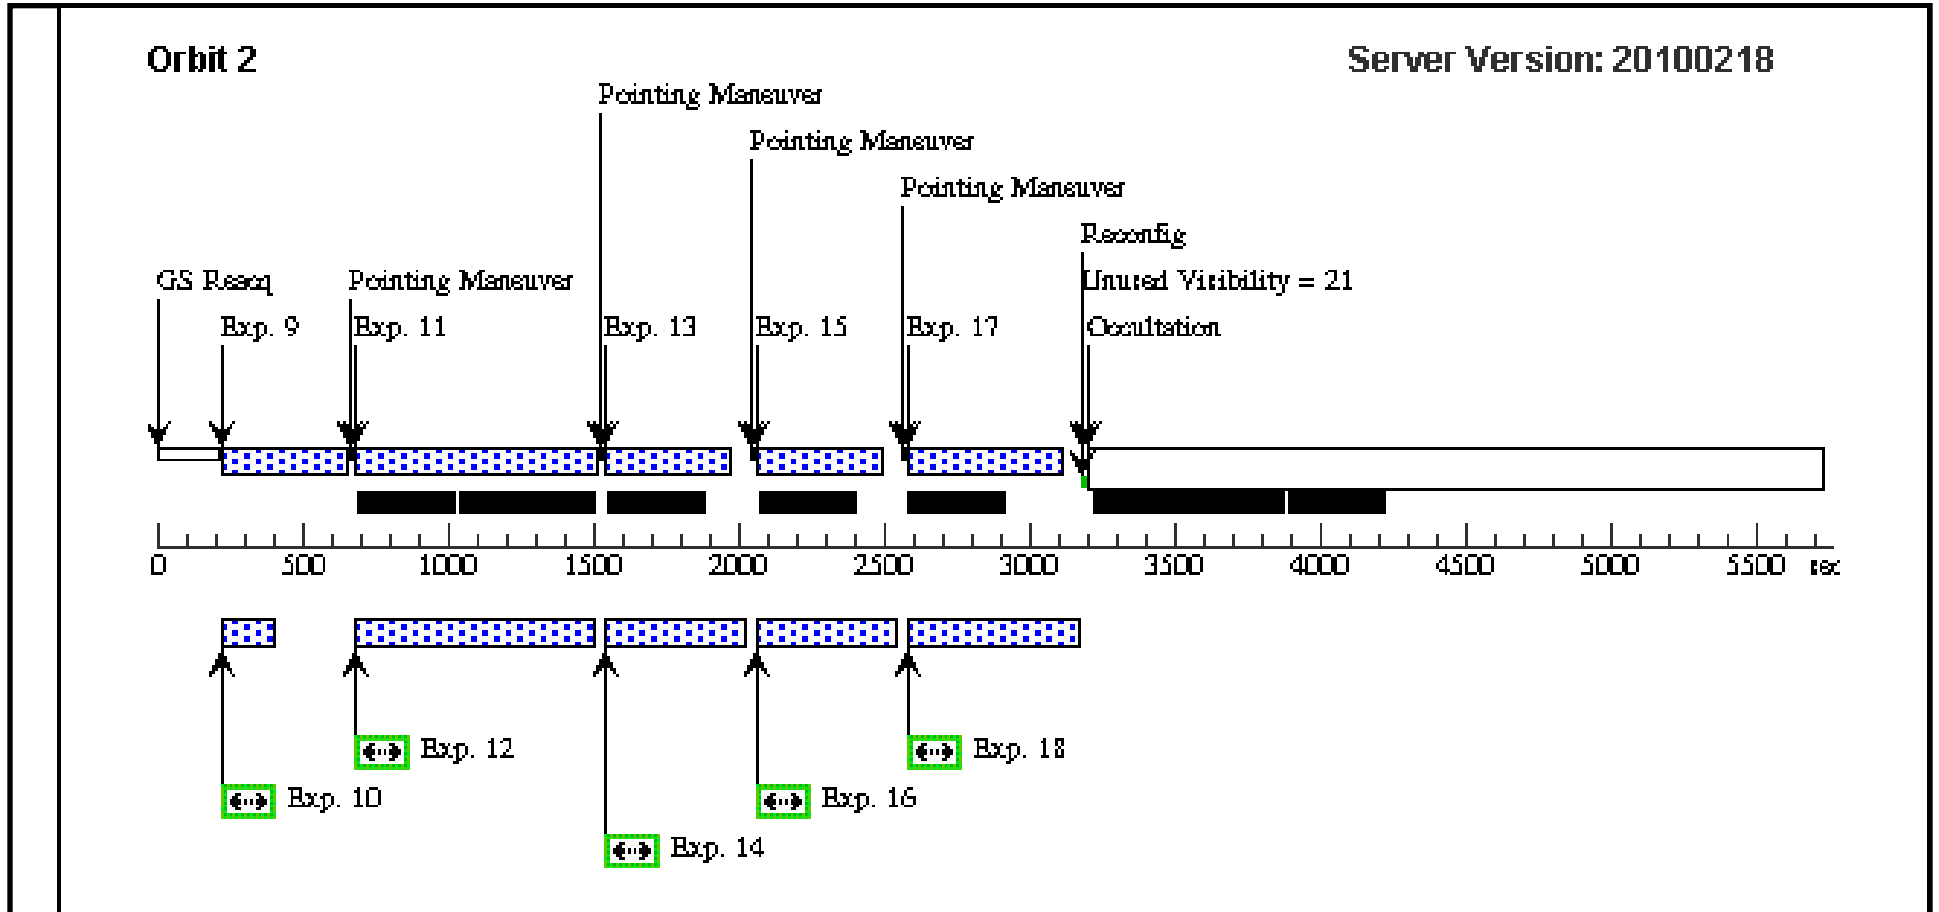 Orbit 2
Server Version: 20100218
Pointing Maneuver
Pointing Maneuver
Pointing Maneuver
Reconfig
GS Reacq
Pointing Maneuver
Unused Visibility = 21
Exp. 9
Exp. 11
Exp. 13
Exp. 15
Exp. 17
Occultation
0 500 1000 1500 2000 2500 3000 3500 4000 4500 5000 5500 sec
Exp. 12
Exp. 18
Exp. 10
Exp. 16
Exp. 14